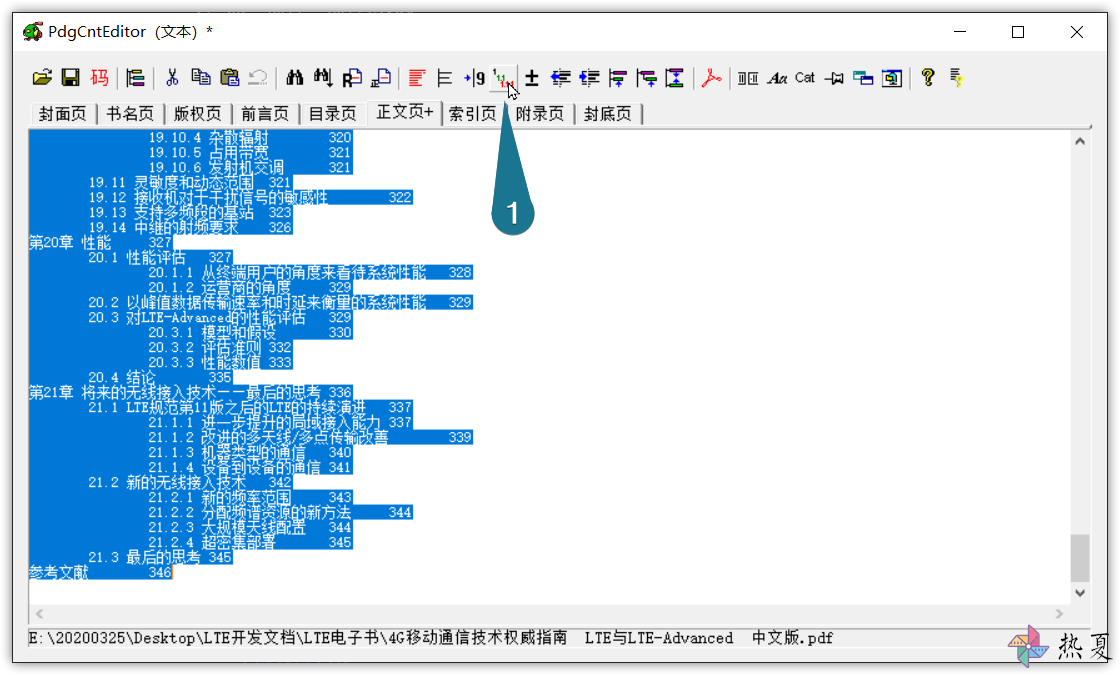 PdgCntEditor (文本) *
码 9 Aa Cat ?
封面页 书名页 版权页 前言页 目录页 正文页+ 索引页 附录页 封底页
19.10.4 杂散辐射 320
19.10.5 占用带宽 321
19.10.6 发射机交调 321
19.11 灵敏度和动态范围 321
19.12 接收机对于干扰信号的敏感性 322
19.13 支持多频段的基站 323
19.14 中继的射频要求 326
第20章 性能 327
20.1 性能评估 327
20.1.1 从终端用户的角度来看待系统性能 328
20.1.2 运营商的角度 329
20.2 以峰值数据传输速率和时延来衡量的系统性能 329
20.3 对LTE-Advanced的性能评估 329
20.3.1 模型和假设 330
20.3.2 评估准则 332
20.3.3 性能数值 333
20.4 结论 335
第21章 将来的无线接入技术——最后的思考 336
21.1 LTE规范第11版之后的LTE的持续演进 337
21.1.1 进一步提升的局域接入能力 337
21.1.2 改进的多天线/多点传输改善 339
21.1.3 机器类型的通信 340
21.1.4 设备到设备的通信 341
21.2 新的无线接入技术 342
21.2.1 新的频率范围 343
21.2.2 分配频谱资源的新方法 344
21.2.3 大规模天线配置 344
21.2.4 超密集部署 345
21.3 最后的思考 345
参考文献 346
1
E:\20200325\Desktop\LTE开发文档\LTE电子书\4G移动通信技术权威指南 LTE与LTE-Advanced 中文版.pdf
热夏